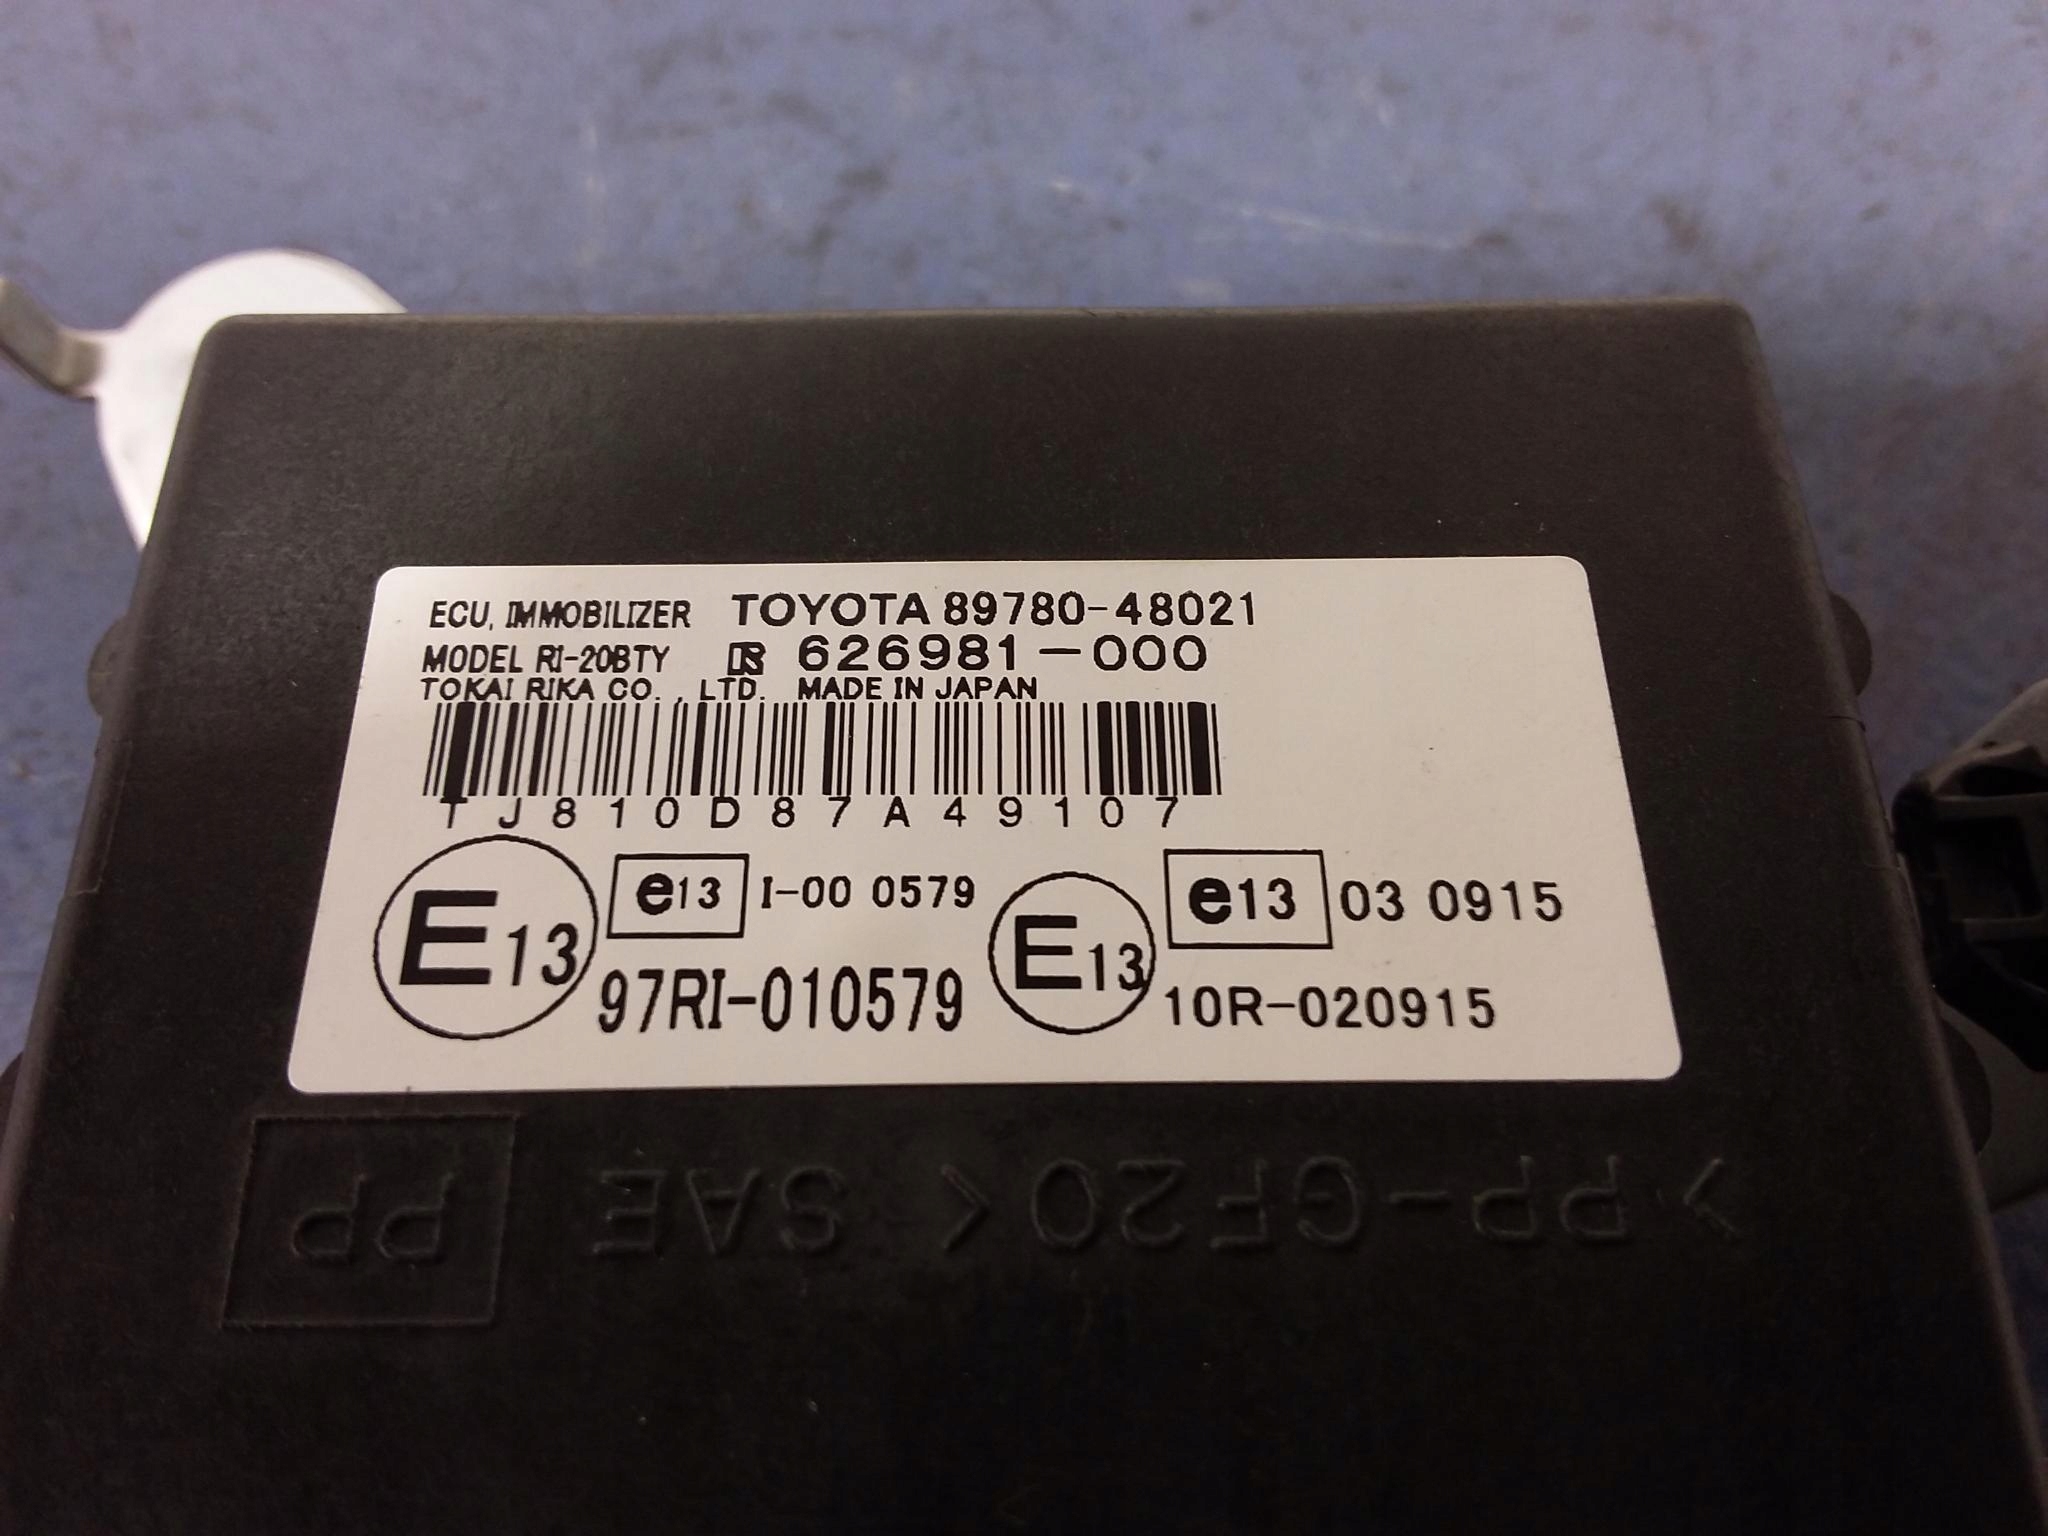 ECU, IMMOBILIZER TOYOTA 89780-48021
MODEL RI-20BTY 626981-000
TOKAI RIKA CO., LTD. MADE IN JAPAN
TJ810D87A49107
E13 e13 I-00 0579 E13 e13 03 0915
97RI-010579 10R-020915
>PP-GF20< SAE PP